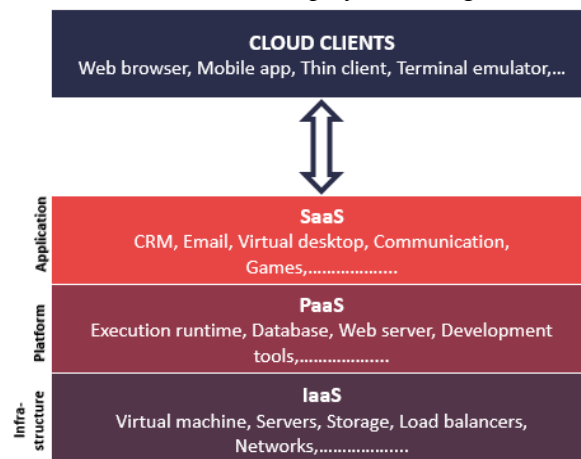 CLOUD CLIENTS
Web browser, Mobile app, Thin client, Terminal emulator,...
Application
SaaS
CRM, Email, Virtual desktop, Communication,
Games,..................
Platform
PaaS
Execution runtime, Database, Web server, Development
tools,..................
Infra-
structure
IaaS
Virtual machine, Servers, Storage, Load balancers,
Networks,..................